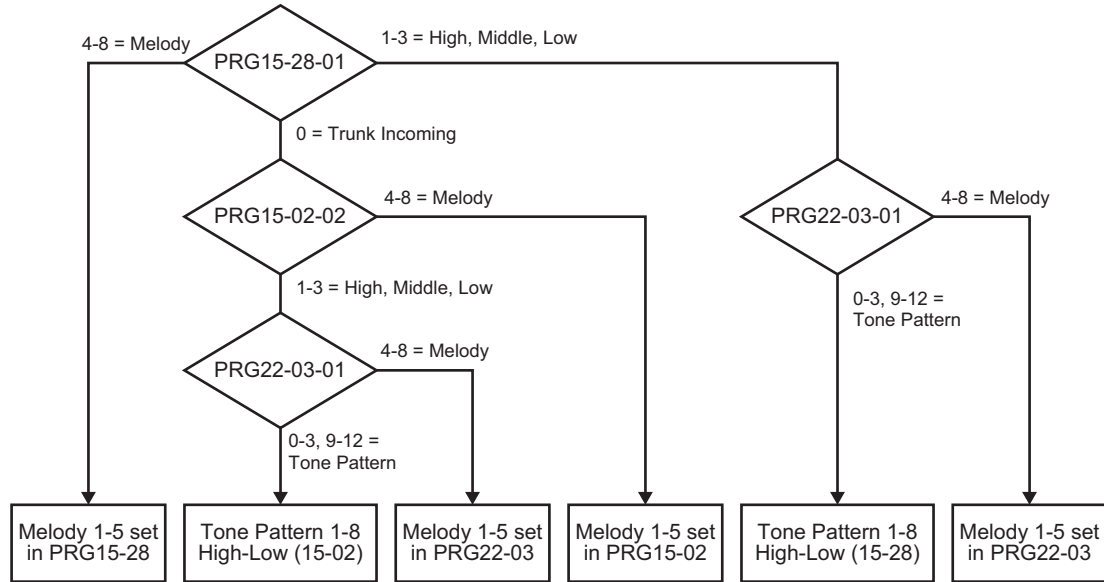 4-8 = Melody
PRG15-28-01
1-3 = High, Middle, Low
0 = Trunk Incoming
PRG15-02-02
4-8 = Melody
PRG22-03-01
4-8 = Melody
1-3 = High, Middle, Low
0-3, 9-12 =
Tone Pattern
PRG22-03-01
4-8 = Melody
0-3, 9-12 =
Tone Pattern
Melody 1-5 set
in PRG15-28
Tone Pattern 1-8
High-Low (15-02)
Melody 1-5 set
in PRG22-03
Melody 1-5 set
in PRG15-02
Tone Pattern 1-8
High-Low (15-28)
Melody 1-5 set
in PRG22-03